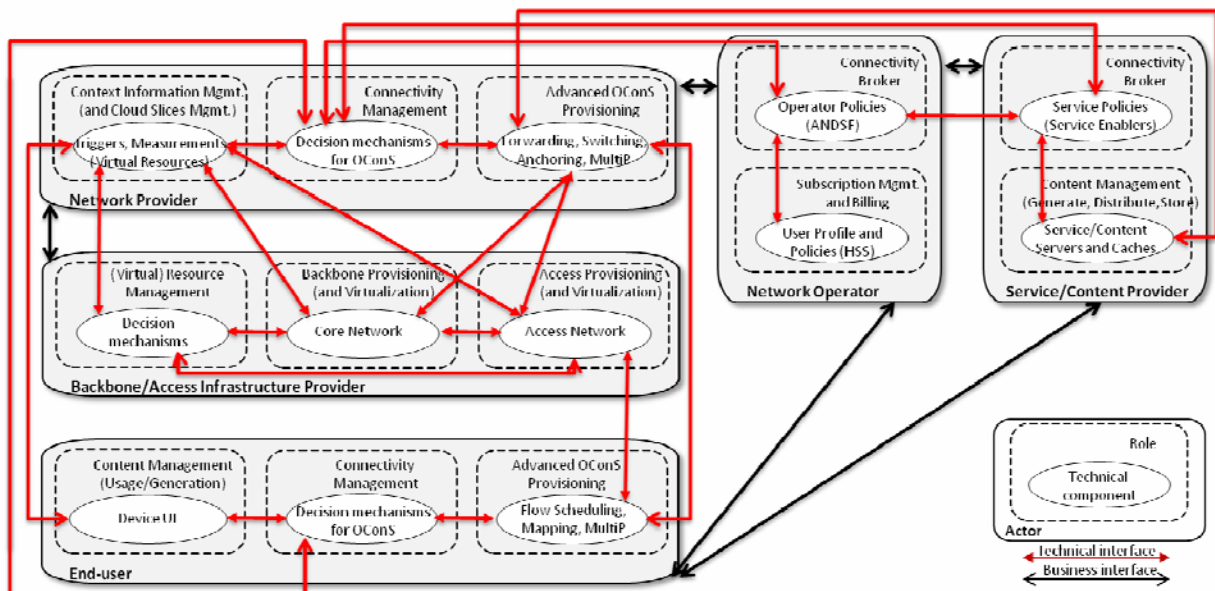 Context Information Mgmt.
(and Cloud Slices Mgmt.)
Triggers, Measurements
(Virtual Resources)
Connectivity
Management
Decision mechanisms
for OConS
Advanced OConS
Provisioning
Forwarding, Switching,
Anchoring, MultiP
Network Provider
Connectivity
Broker
Operator Policies
(ANDSF)
Subscription Mgmt.
and Billing
User Profile and
Policies (HSS)
Network Operator
Connectivity
Broker
Service Policies
(Service Enablers)
Content Management
(Generate, Distribute,Store)
Service/Content
Servers and Caches
Service/Content Provider
(Virtual) Resource
Management
Decision
mechanisms
Backbone Provisioning
(and Virtualization)
Core Network
Access Provisioning
(and Virtualization)
Access Network
Backbone/Access Infrastructure Provider
Content Management
(Usage/Generation)
Device UI
Connectivity
Management
Decision mechanisms
for OConS
Advanced OConS
Provisioning
Flow Scheduling,
Mapping, MultiP
End-user
Role
Technical
component
Actor
Technical interface
Business interface